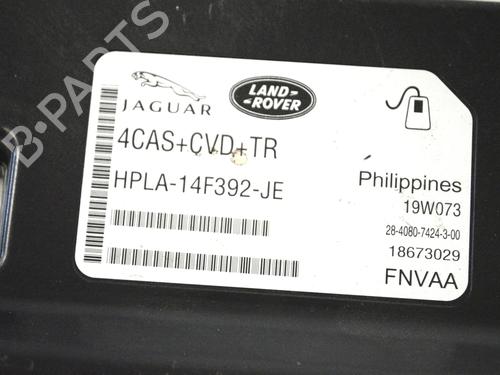 B-PARTS
JAGUAR
LAND-
ROVER
4CAS+CVD+TR
HPLA-14F392-JE
Philippines
19W073
28-4080-7424-3-00
18673029
FNVAA